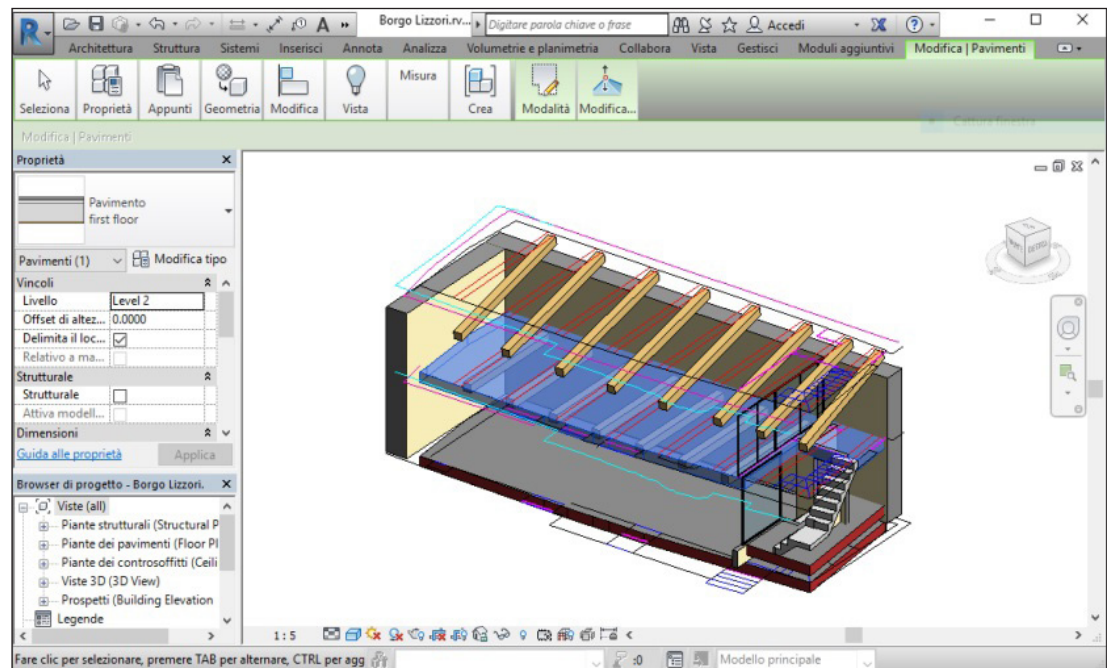 Borgo Lizzori.rv... Digitare parola chiave o frase Accedi
Architettura Struttura Sistemi Inserisci Annota Analizza Volumetrie e planimetria Collabora Vista Gestisci Moduli aggiuntivi Modifica | Pavimenti
Misura
Seleziona Proprietà Appunti Geometria Modifica Vista Crea Modalità Modifica...
Cattura finestra
Modifica | Pavimenti
Proprietà
Pavimento
first floor
Pavimenti (1) Modifica tipo
Vincoli
Livello Level 2
Offset di altez... 0.0000
Delimita il loc...
Relativo a ma...
Strutturale
Strutturale
Attiva modell...
Dimensioni
Guida alle proprietà Applica
Browser di progetto - Borgo Lizzori.
Viste (all)
Piante strutturali (Structural P
Piante dei pavimenti (Floor Pl
Piante dei controsoffitti (Ceili
Viste 3D (3D View)
Prospetti (Building Elevation
Legende
1 : 5
Fare clic per selezionare, premere TAB per alternare, CTRL per agg :0 Modello principale